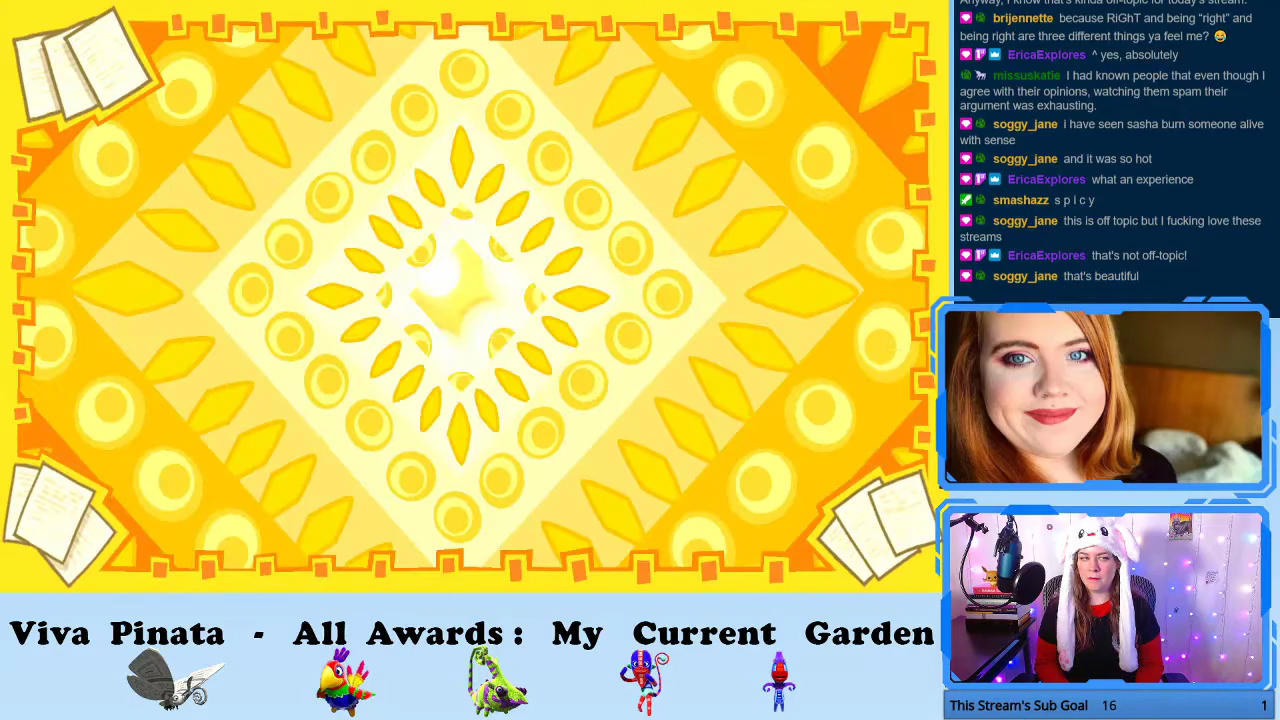 Anyway, I know that's kinda off-topic for today's stream.
brijennette because RiGhT and being “right” and
being right are three different things ya feel me? 😅
EricaExplores ^ yes, absolutely
missuskatie I had known people that even though I
agree with their opinions, watching them spam their
argument was exhausting.
soggy_jane i have seen sasha burn someone alive
with sense
soggy_jane and it was so hot
EricaExplores what an experience
smashazz s p i c y
soggy_jane this is off topic but I fucking love these
streams
EricaExplores that's not off-topic!
soggy_jane that's beautiful
Viva Pinata - All Awards: My Current Garden
This Stream's Sub Goal 16 1